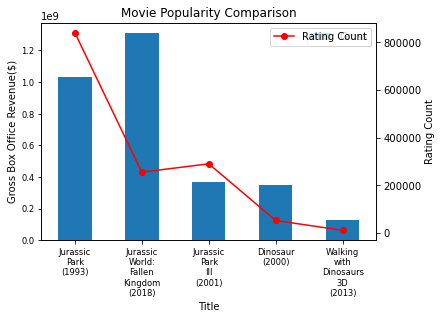 Movie Popularity Comparison
1e9
Rating Count
1.2
1.0
0.8
0.6
0.4
0.2
0.0
Gross Box Office Revenue($)
800000
600000
400000
200000
0
Rating Count
Jurassic
Park
(1993)
Jurassic
World:
Fallen
Kingdom
(2018)
Jurassic
Park
III
(2001)
Dinosaur
(2000)
Walking
with
Dinosaurs
3D
(2013)
Title